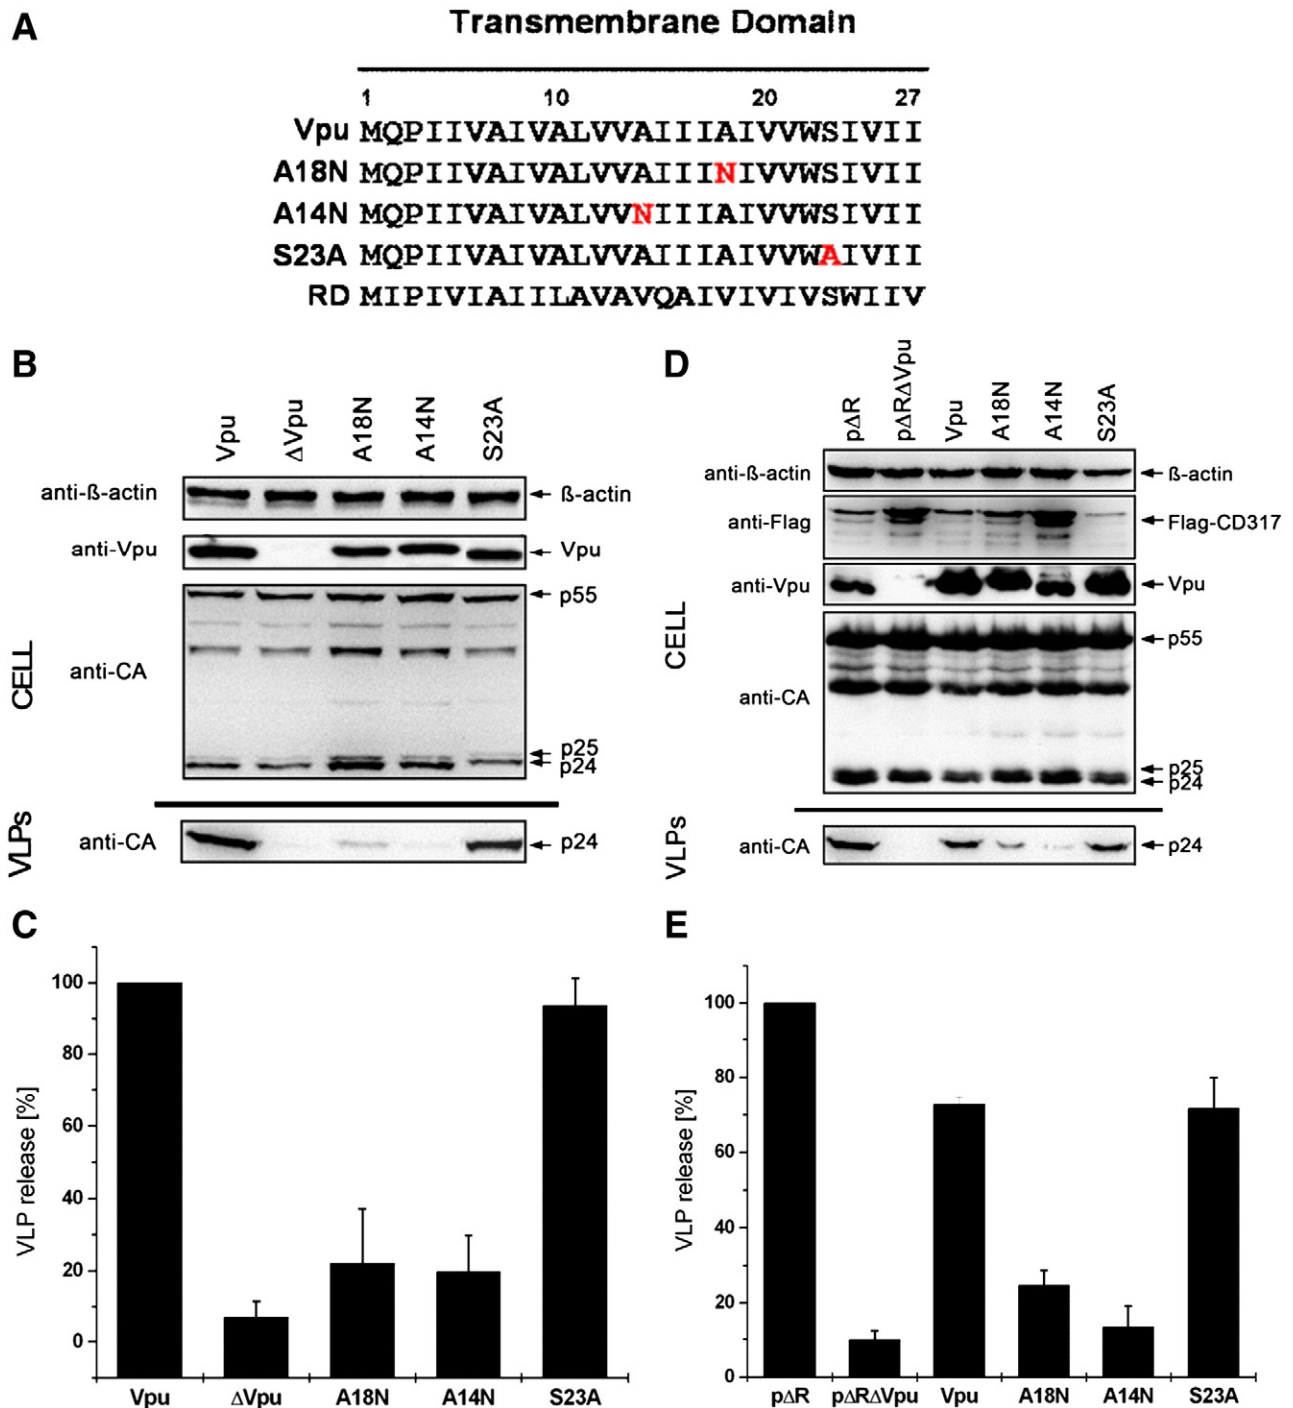 A
Transmembrane Domain
1 10 20 27
Vpu MQPIIVAIVALVVAIIIAIVVWSIVII
A18N MQPIIVAIVALVVAIIINIVVWSIVII
A14N MQPIIVAIVALVVNIIIAIVVWSIVII
S23A MQPIIVAIVALVVAIIIAIVVWAIVII
RD MIPIVIAIILAVAVQAIVIVIVSWIIV
B
Vpu ΔVpu A18N A14N S23A
anti-ß-actin ß-actin
anti-Vpu Vpu
CELL
anti-CA
p55
p25
p24
VLPs
anti-CA p24
D
pΔR pΔRΔVpu Vpu A18N A14N S23A
anti-ß-actin ß-actin
anti-Flag Flag-CD317
anti-Vpu Vpu
CELL
anti-CA
p55
p25
p24
VLPs
anti-CA p24
C
VLP release [%]
100
80
60
40
20
0
Vpu ΔVpu A18N A14N S23A
E
VLP release [%]
100
80
60
40
20
0
pΔR pΔRΔVpu Vpu A18N A14N S23A